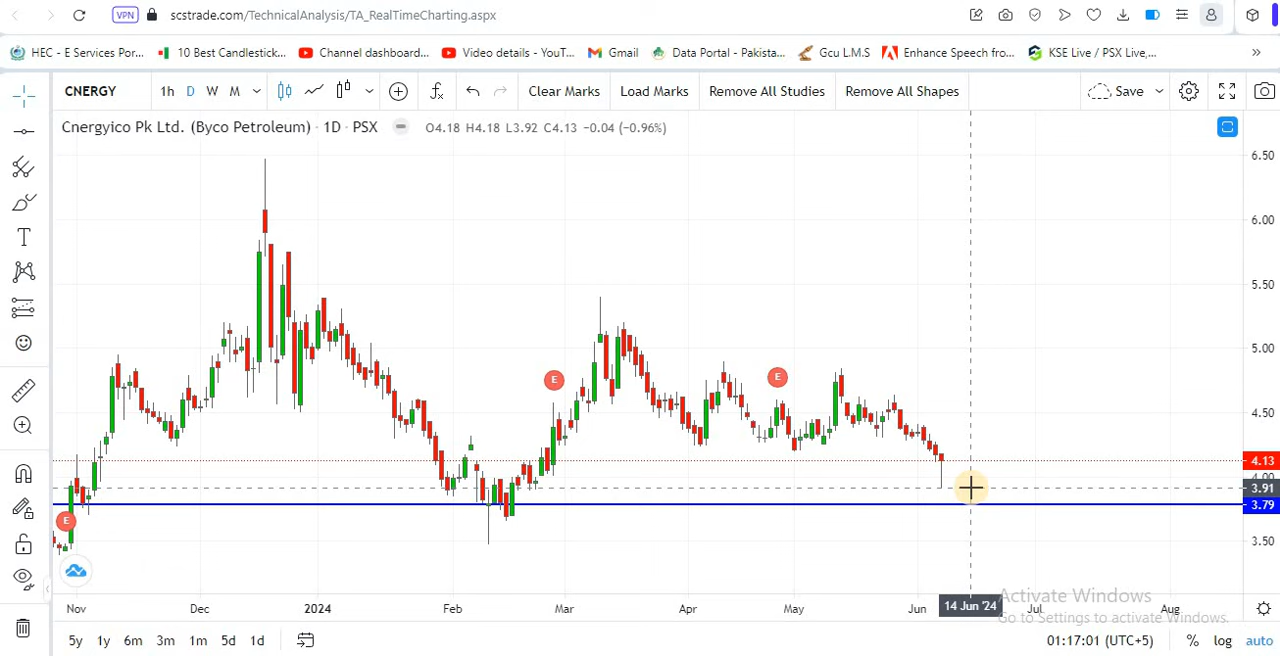 VPN scstrade.com/TechnicalAnalysis/TA_RealTimeCharting.aspx
HEC - E Services Por... 10 Best Candlestick... Channel dashboard... Video details - YouT... Gmail Data Portal - Pakista... Gcu L.M.S Enhance Speech fro... KSE Live / PSX Live,... »
CNERGY 1h D W M Clear Marks Load Marks Remove All Studies Remove All Shapes Save
Cnergyico Pk Ltd. (Byco Petroleum) · 1D · PSX O4.18 H4.18 L3.92 C4.13 −0.04 (−0.96%)
6.50
6.00
5.50
5.00
E E
4.50
4.13
4.00
3.91
3.79
E
3.50
Nov Dec 2024 Feb Mar Apr May Jun 14 Jun '24 Jul Aug
Activate Windows
Go to Settings to activate Windows.
5y 1y 6m 3m 1m 5d 1d 01:17:01 (UTC+5) % log auto